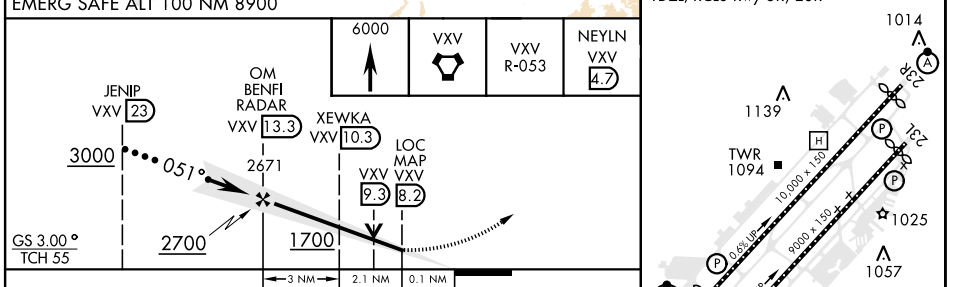 EMERG SAFE ALT 100 NM 8900
6000
VXV
VXV
R-053
NEYLN
VXV
4.7
JENIP
VXV 23
OM
BENFI
RADAR
VXV 13.3
XEWKA
VXV 10.3
LOC
MAP
VXV
8.2
VXV
9.3
3000
051°
2671
2700
1700
GS 3.00°
TCH 55
3 NM
2.1 NM
0.1 NM
1014
A
23R
1139
H
P
23L
TWR
1094
10,000 x 150
P
1025
9000 x 150
0.6% UP
1057
P